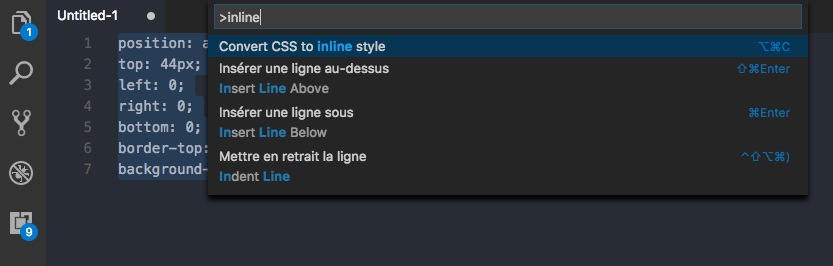 Untitled-1
>inline
1 position: a
2 top: 44px;
3 left: 0;
4 right: 0;
5 bottom: 0;
6 border-top:
7 background-
Convert CSS to inline style ⌥⌘C
Insérer une ligne au-dessus ⇧⌘Enter
Insert Line Above
Insérer une ligne sous ⌘Enter
Insert Line Below
Mettre en retrait la ligne ^⇧⌥⌘)
Indent Line
1
9